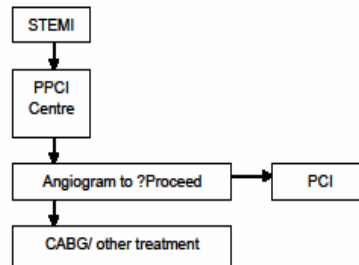 STEMI
PPCI
Centre
Angiogram to ?Proceed
PCI
CABG/ other treatment